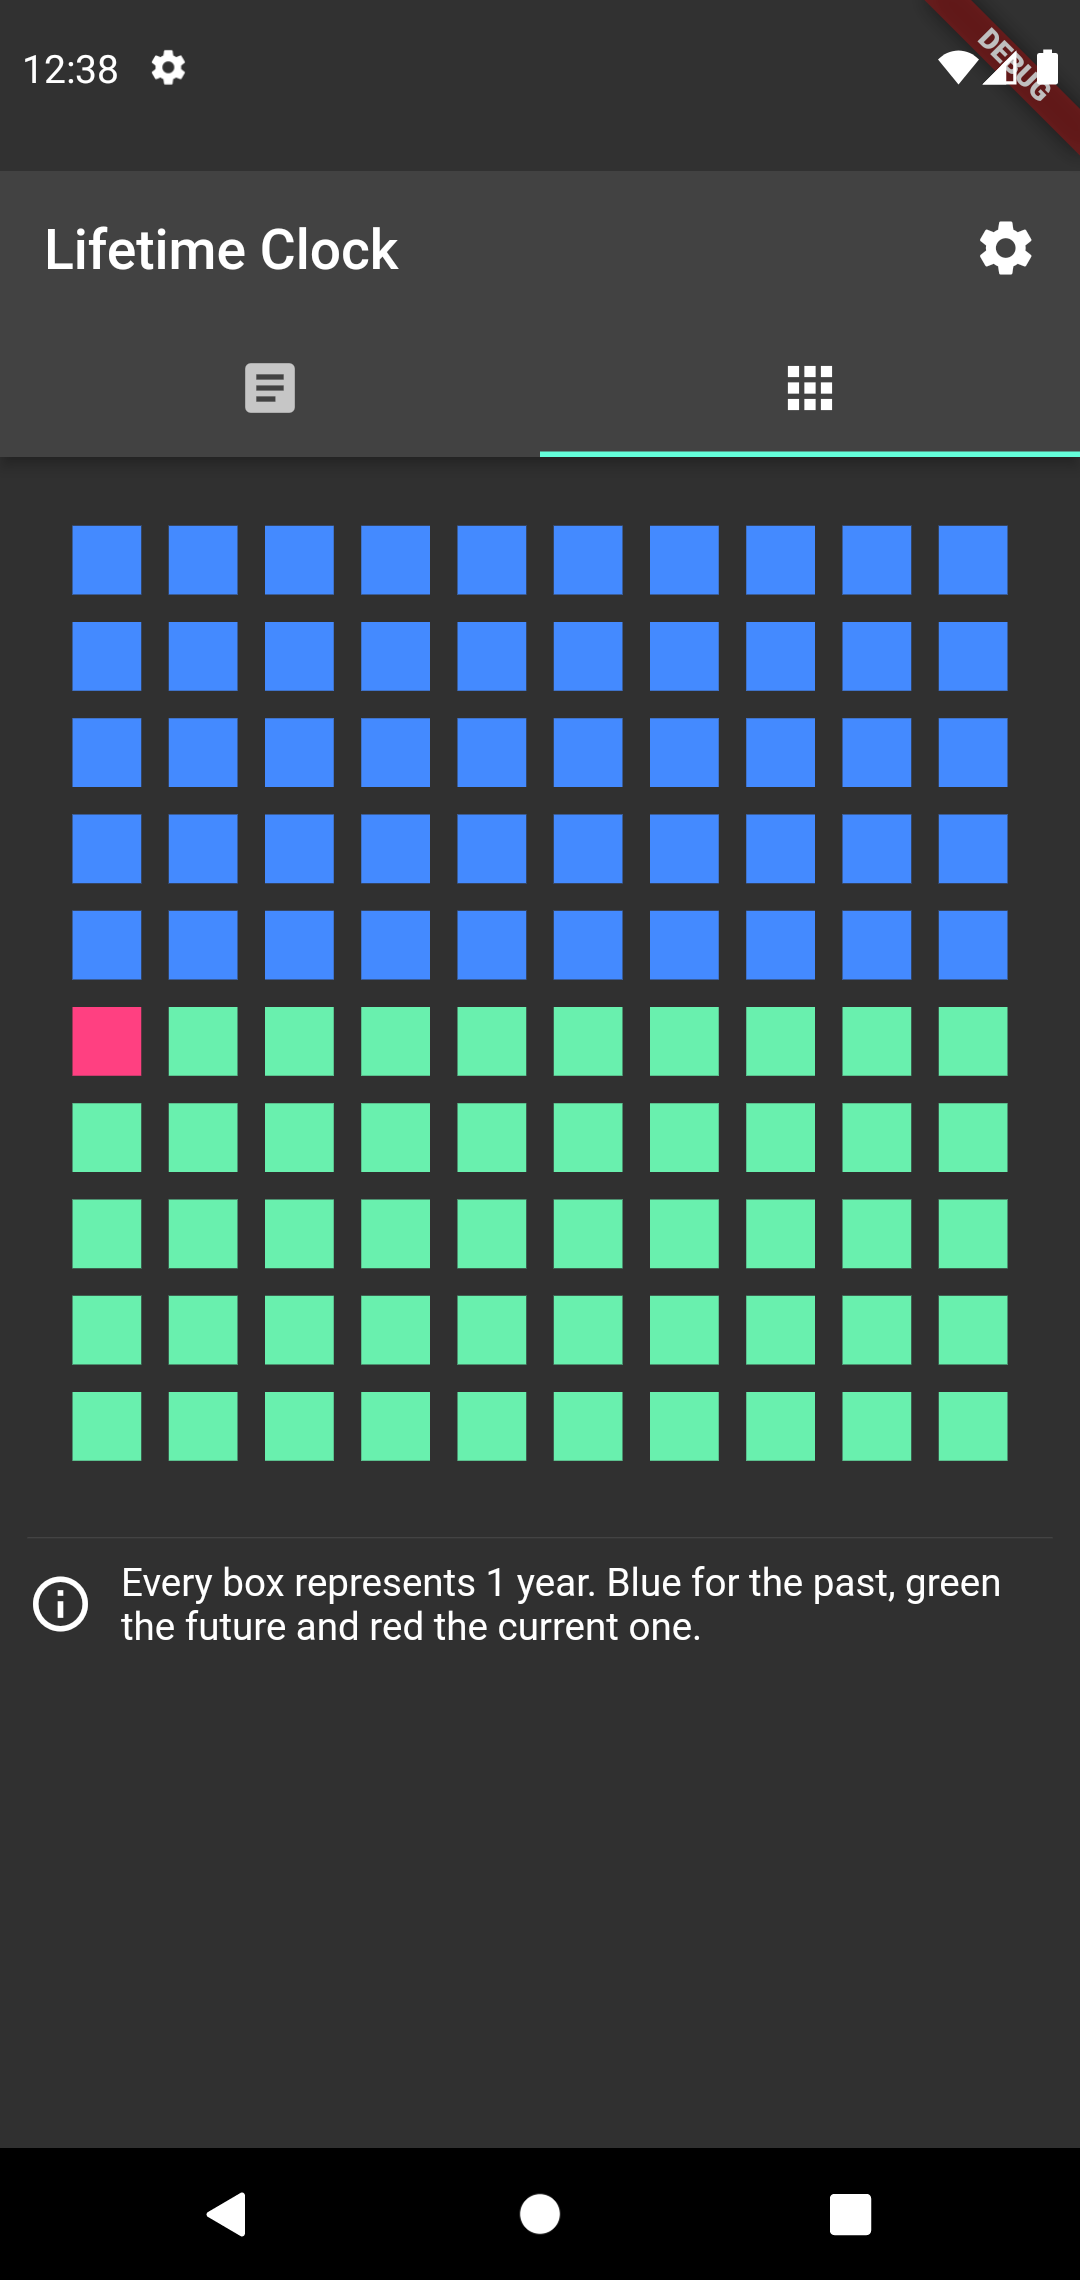 12:38
DEBUG
Lifetime Clock
Every box represents 1 year. Blue for the past, green
the future and red the current one.